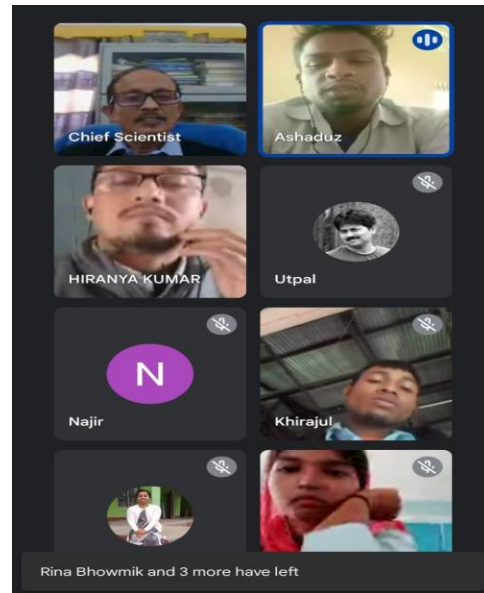 Chief Scientist
Ashaduz
HIRANYA KUMAR
Utpal
N
Najir
Khirajul
Rina Bhowmik and 3 more have left